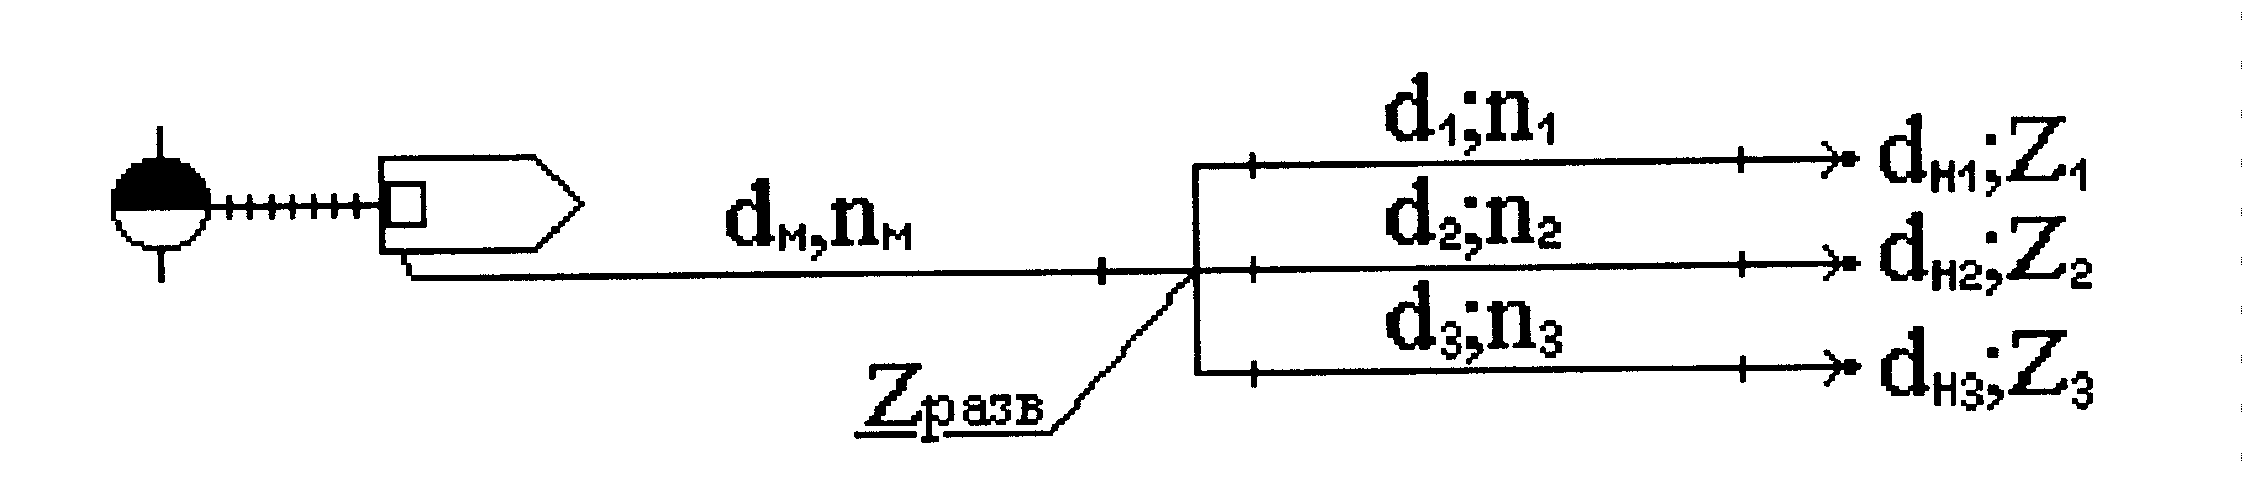 d₁;n₁
dн₁;Z₁
dм,nм
d₂;n₂
dн₂;Z₂
d₃;n₃
dн₃;Z₃
Zразв